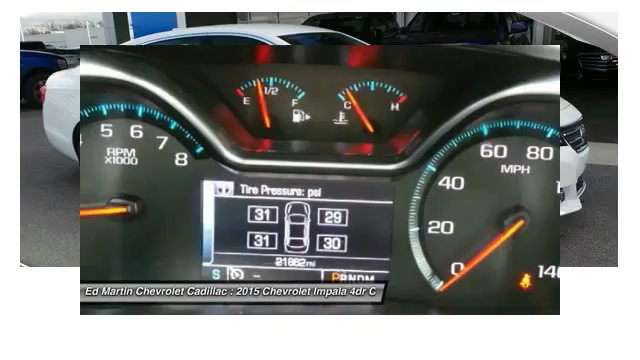 1/2
E F
C H
5 6 7 8
RPM
X1000
60 80
MPH
40
20
0
140
Tire Pressure: psi
31 29
31 30
21862mi
S
PRNDM
Ed Martin Chevrolet Cadillac : 2015 Chevrolet Impala 4dr C